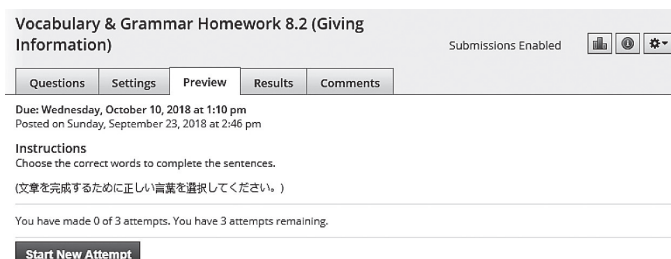 Vocabulary & Grammar Homework 8.2 (Giving
Information)
Submissions Enabled
Questions Settings Preview Results Comments
Due: Wednesday, October 10, 2018 at 1:10 pm
Posted on Sunday, September 23, 2018 at 2:46 pm
Instructions
Choose the correct words to complete the sentences.
(文章を完成するために正しい言葉を選択してください。)
You have made 0 of 3 attempts. You have 3 attempts remaining.
Start New Attempt